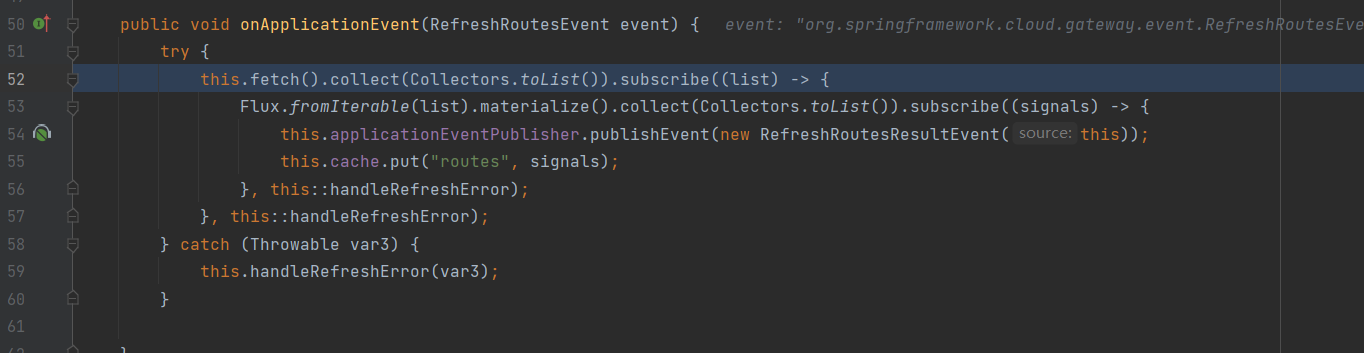 50 public void onApplicationEvent(RefreshRoutesEvent event) { event: "org.springframework.cloud.gateway.event.RefreshRoutesEve
51 try {
52 this.fetch().collect(Collectors.toList()).subscribe((list) -> {
53 Flux.fromIterable(list).materialize().collect(Collectors.toList()).subscribe((signals) -> {
54 this.applicationEventPublisher.publishEvent(new RefreshRoutesResultEvent( source: this));
55 this.cache.put("routes", signals);
56 }, this::handleRefreshError);
57 }, this::handleRefreshError);
58 } catch (Throwable var3) {
59 this.handleRefreshError(var3);
60 }
61